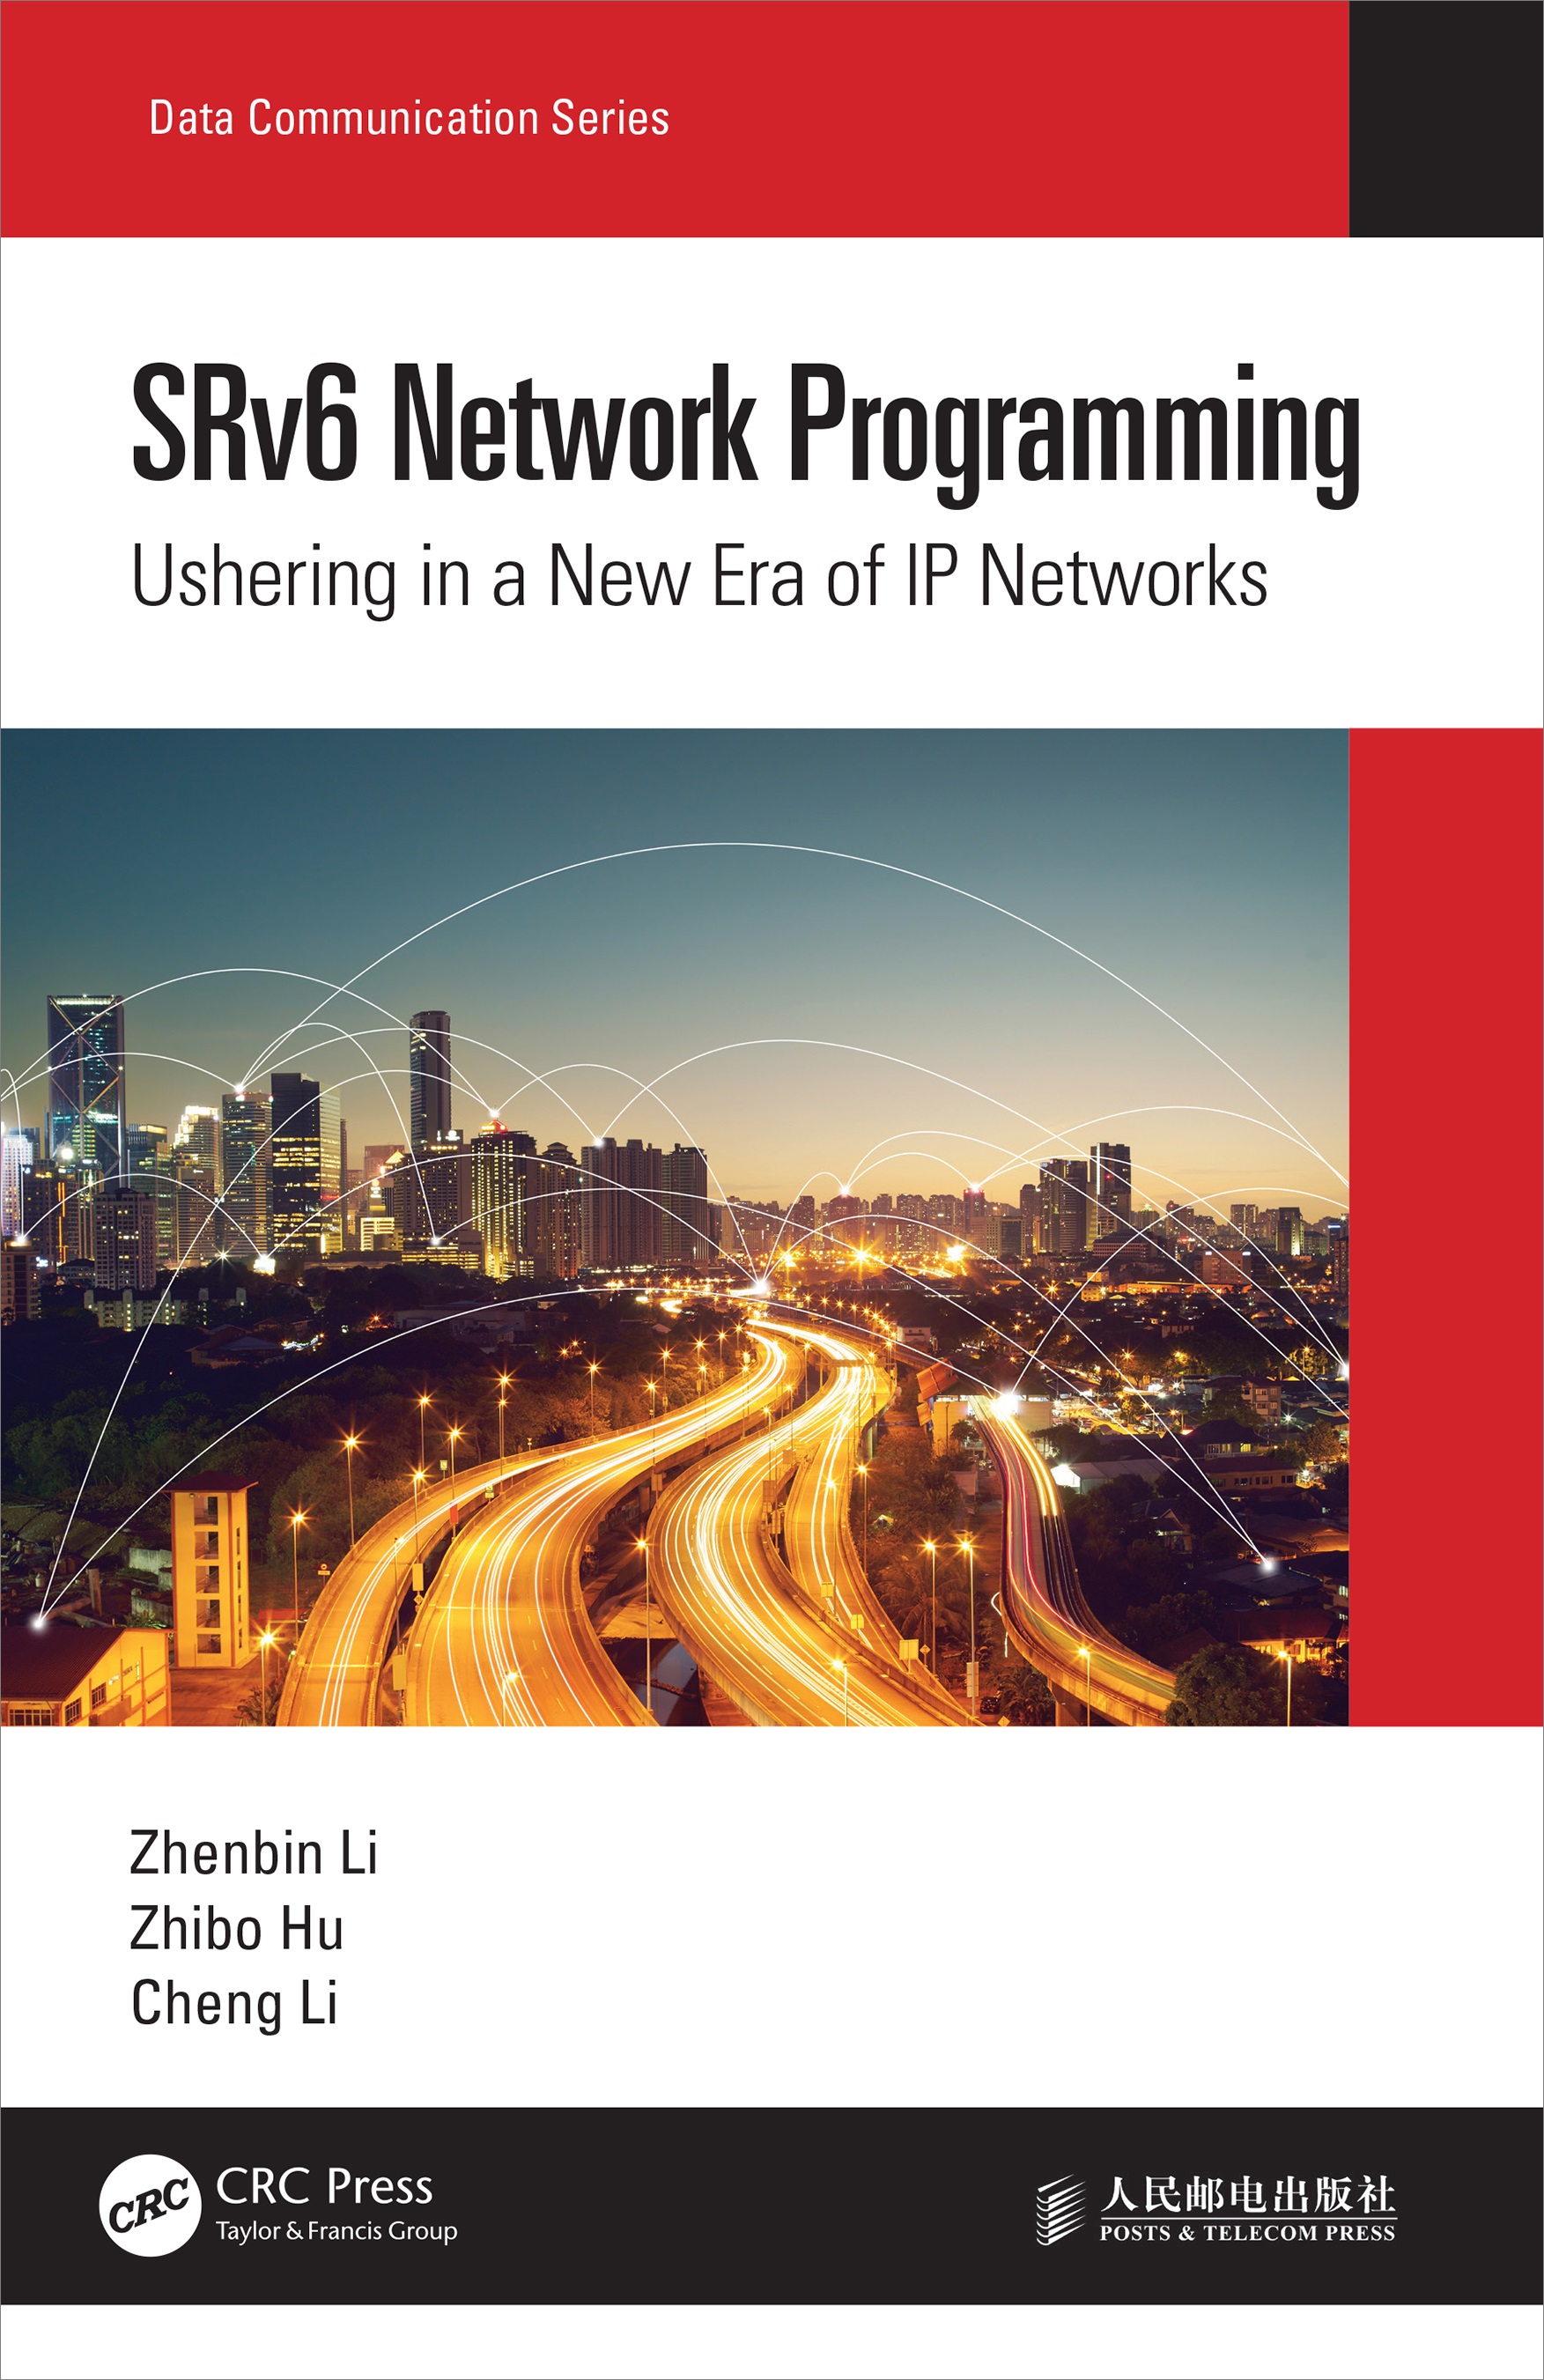 Data Communication Series
SRv6 Network Programming
Ushering in a New Era of IP Networks
Zhenbin Li
Zhibo Hu
Cheng Li
CRC
CRC Press
Taylor & Francis Group
人民邮电出版社
POSTS & TELECOM PRESS